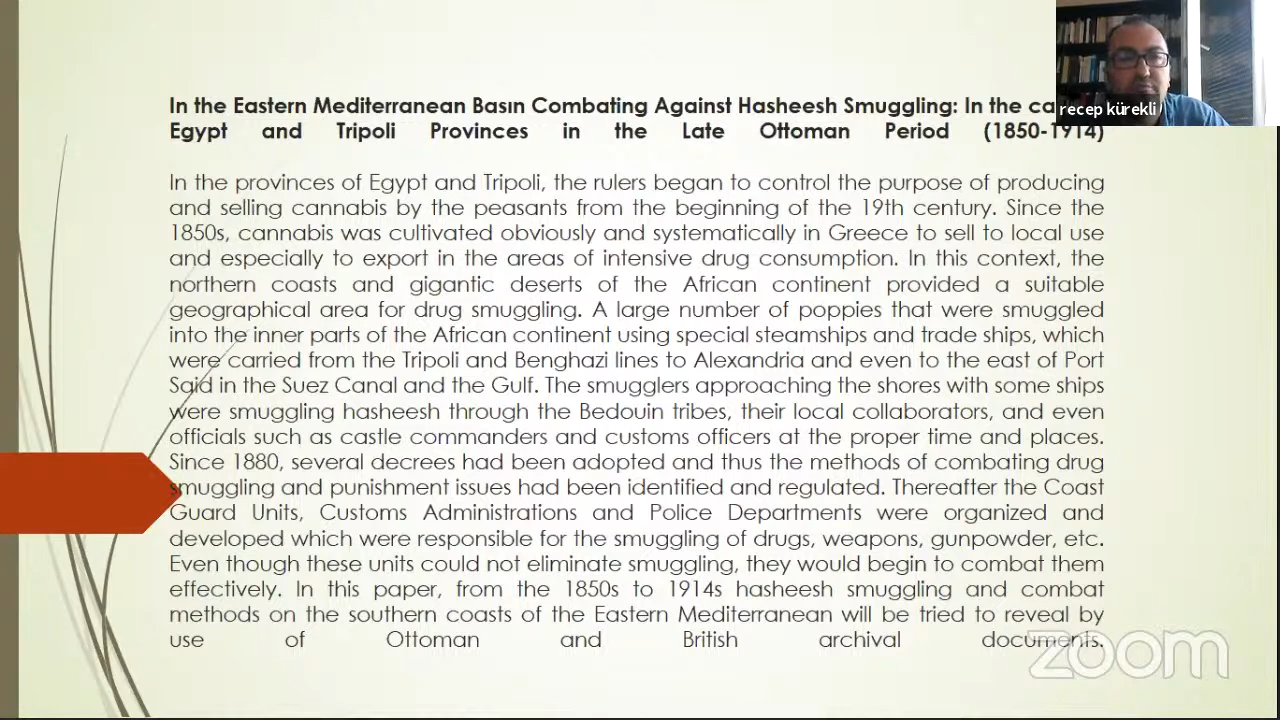 In the Eastern Mediterranean Basın Combating Against Hasheesh Smuggling: In the ca
Egypt and Tripoli Provinces in the Late Ottoman Period (1850-1914)
recep kürekli
In the provinces of Egypt and Tripoli, the rulers began to control the purpose of producing
and selling cannabis by the peasants from the beginning of the 19th century. Since the
1850s, cannabis was cultivated obviously and systematically in Greece to sell to local use
and especially to export in the areas of intensive drug consumption. In this context, the
northern coasts and gigantic deserts of the African continent provided a suitable
geographical area for drug smuggling. A large number of poppies that were smuggled
into the inner parts of the African continent using special steamships and trade ships, which
were carried from the Tripoli and Benghazi lines to Alexandria and even to the east of Port
Said in the Suez Canal and the Gulf. The smugglers approaching the shores with some ships
were smuggling hasheesh through the Bedouin tribes, their local collaborators, and even
officials such as castle commanders and customs officers at the proper time and places.
Since 1880, several decrees had been adopted and thus the methods of combating drug
smuggling and punishment issues had been identified and regulated. Thereafter the Coast
Guard Units, Customs Administrations and Police Departments were organized and
developed which were responsible for the smuggling of drugs, weapons, gunpowder, etc.
Even though these units could not eliminate smuggling, they would begin to combat them
effectively. In this paper, from the 1850s to 1914s hasheesh smuggling and combat
methods on the southern coasts of the Eastern Mediterranean will be tried to reveal by
use of Ottoman and British archival documents.
zoom